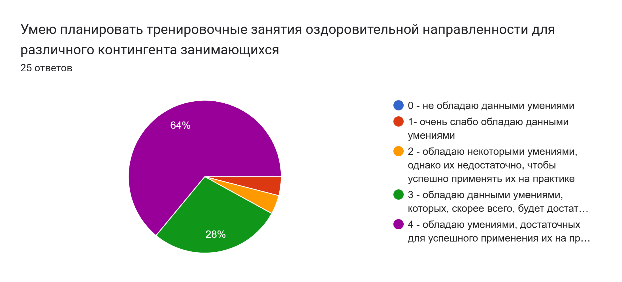 Умею планировать тренировочные занятия оздоровительной направленности для
различного контингента занимающихся
25 ответов
64%
28%
0 - не обладаю данными умениями
1- очень слабо обладаю данными
умениями
2 - обладаю некоторыми умениями,
однако их недостаточно, чтобы
успешно применять их на практике
3 - обладаю данными умениями,
которых, скорее всего, будет достат…
4 - обладаю умениями, достаточных
для успешного применения их на пр…